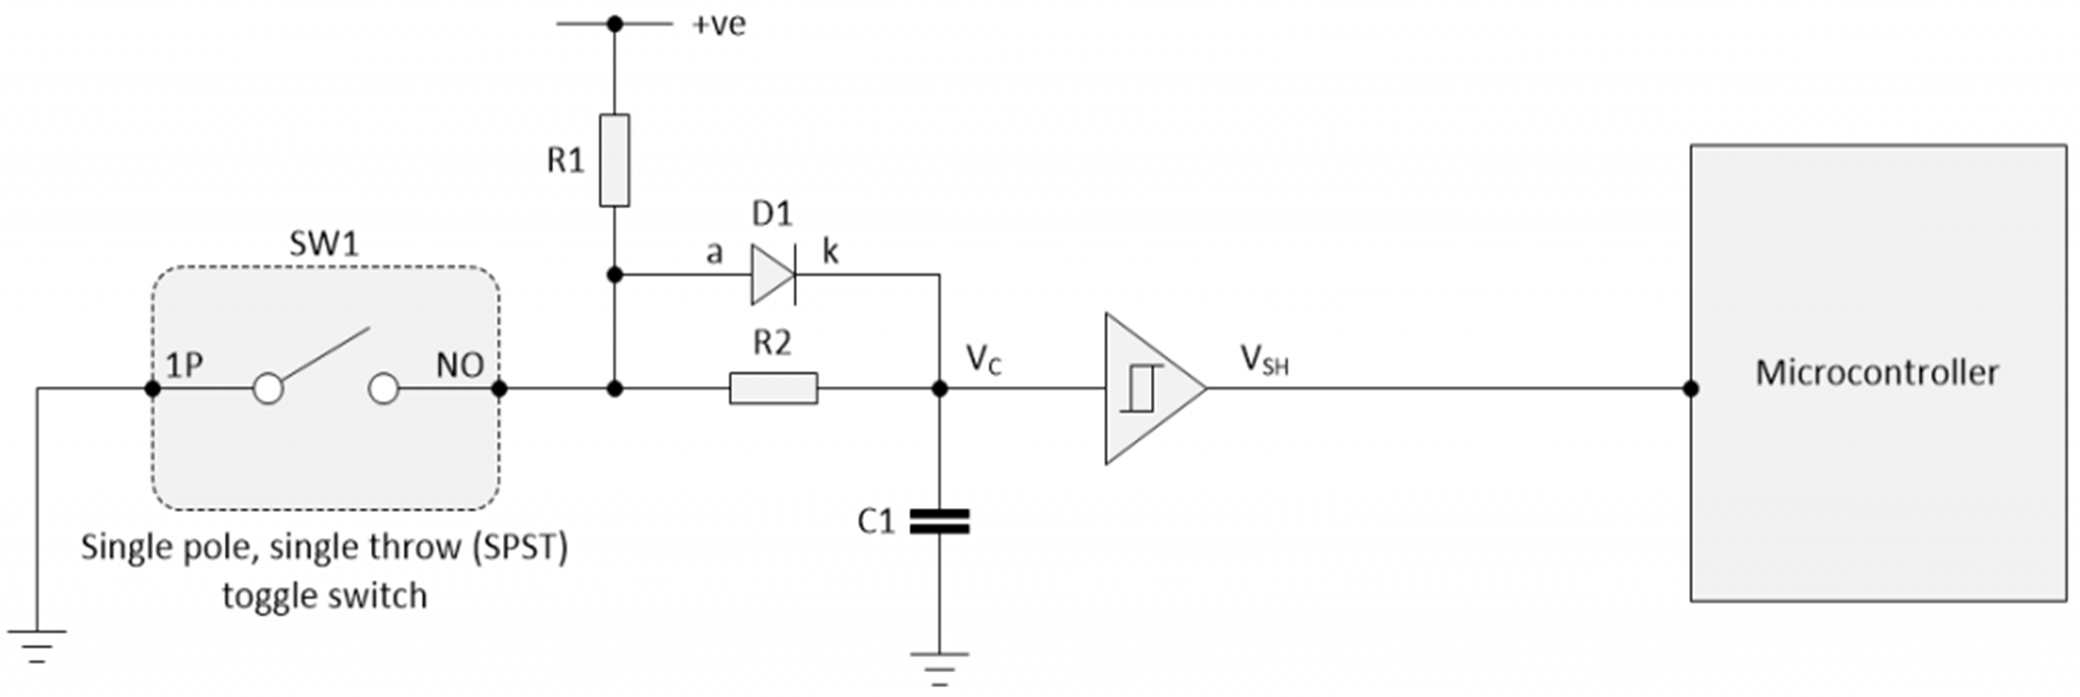 +ve
R1
D1
a
k
SW1
R2
1P
NO
VC
VSH
Microcontroller
C1
Single pole, single throw (SPST)
toggle switch